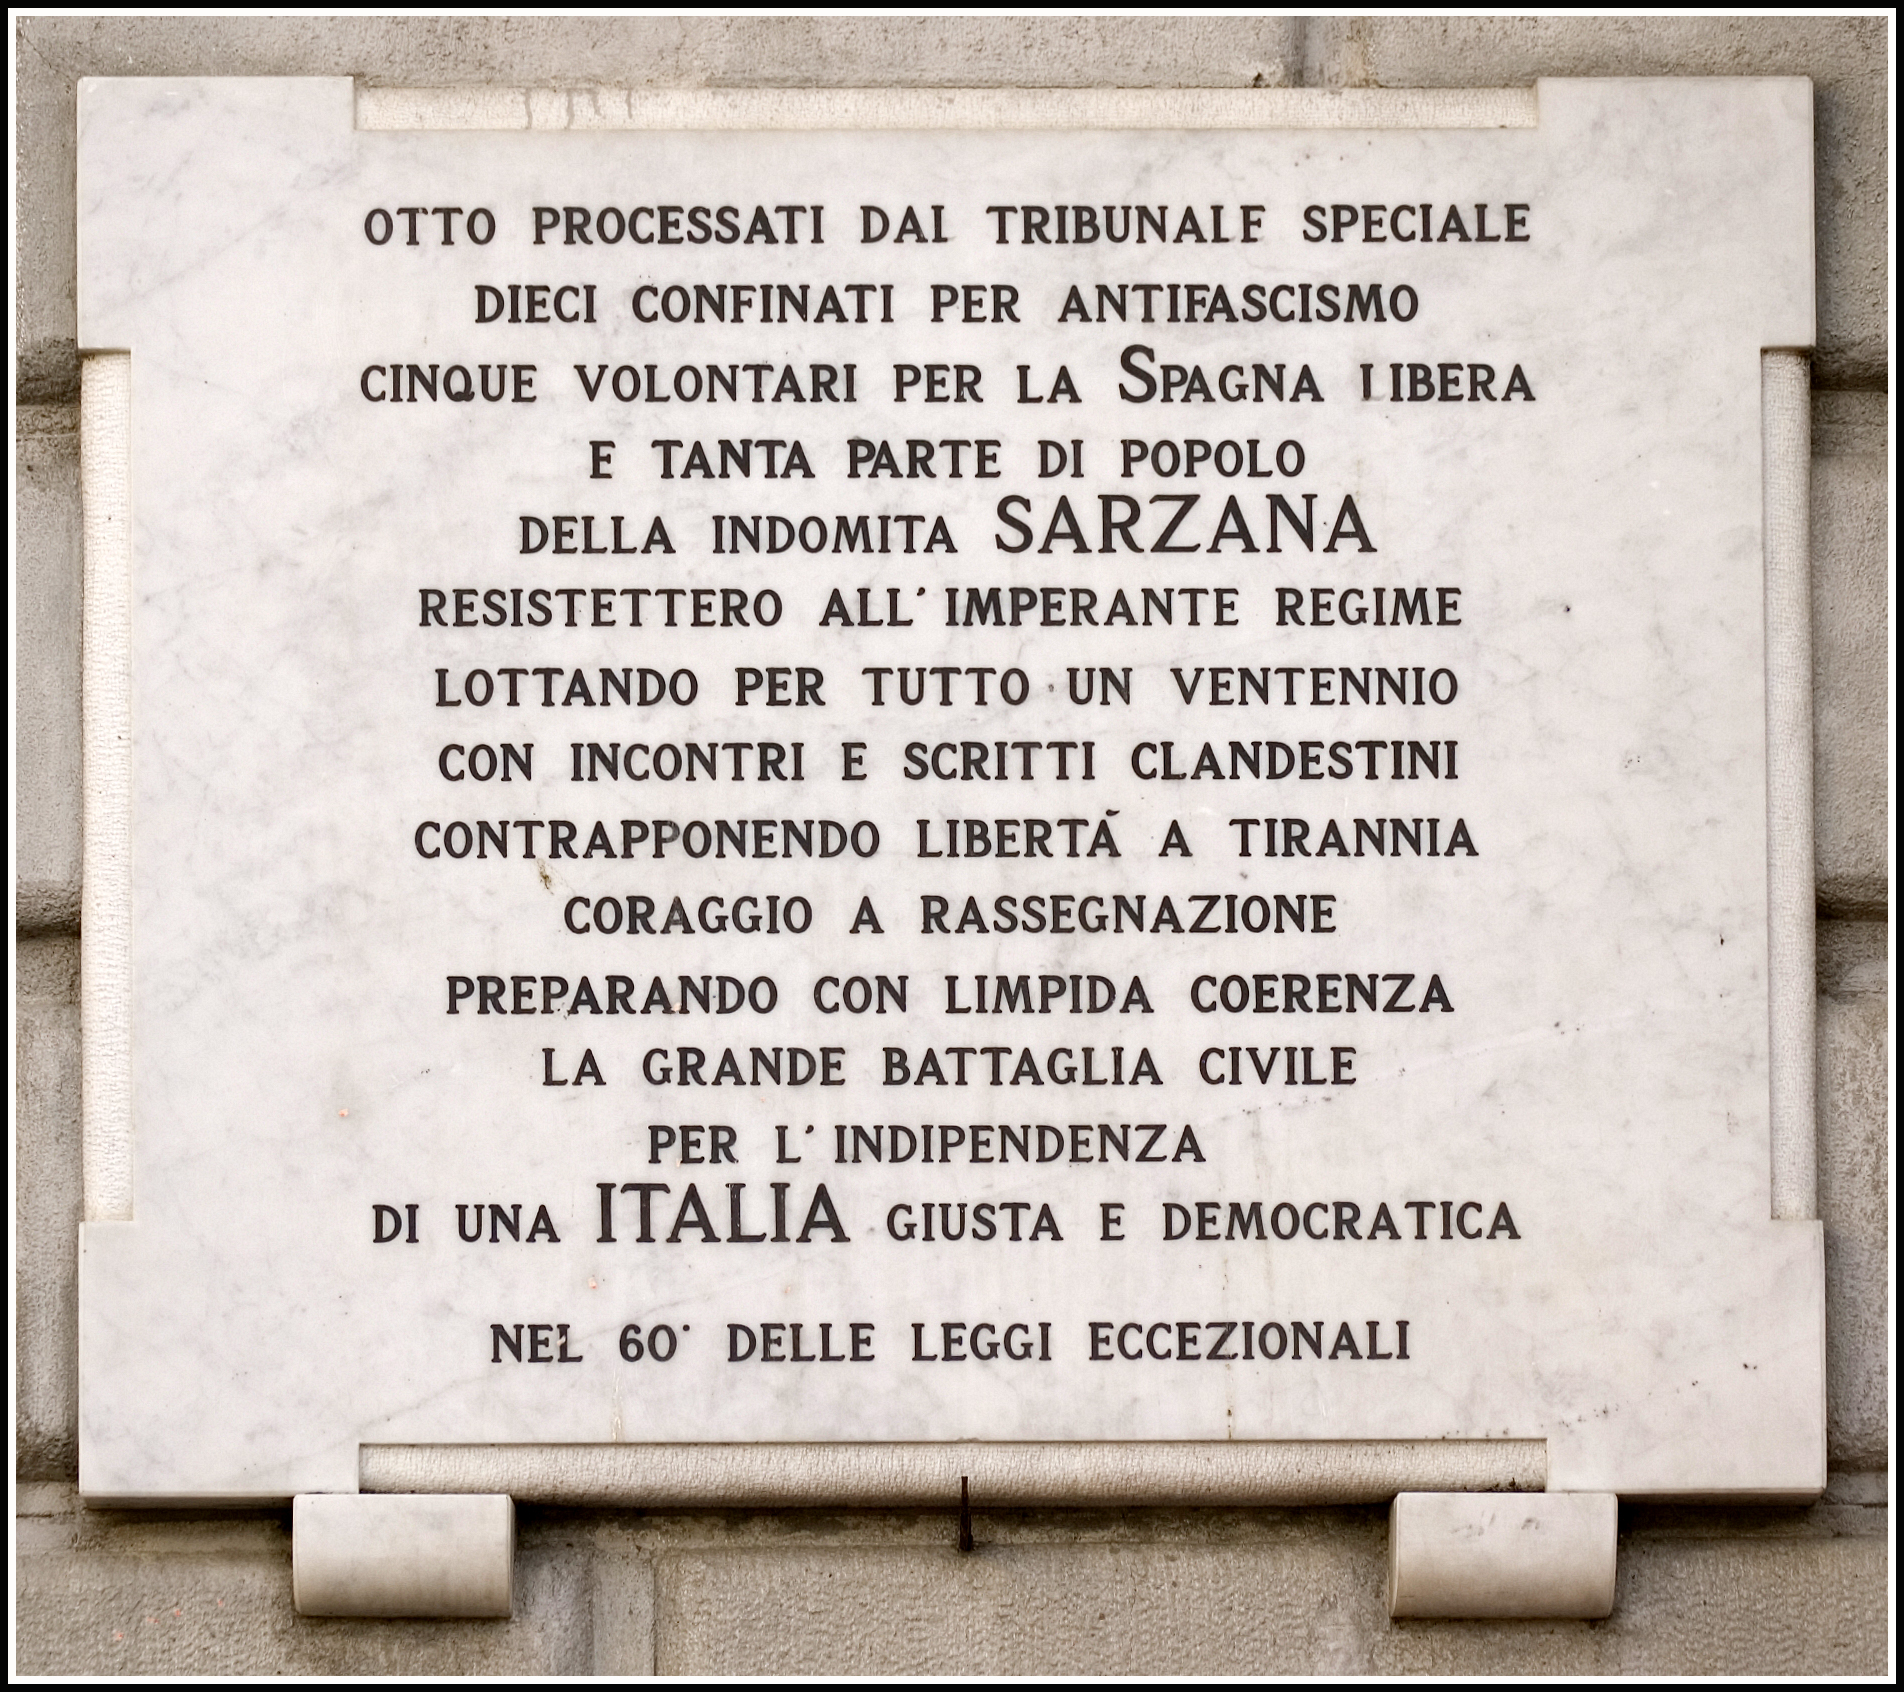 OTTO PROCESSATI DAL TRIBUNALE SPECIALE
DIECI CONFINATI PER ANTIFASCISMO
CINQUE VOLONTARI PER LA SPAGNA LIBERA
E TANTA PARTE DI POPOLO
DELLA INDOMITA SARZANA
RESISTETTERO ALL'IMPERANTE REGIME
LOTTANDO PER TUTTO UN VENTENNIO
CON INCONTRI E SCRITTI CLANDESTINI
CONTRAPPONENDO LIBERTÀ A TIRANNIA
CORAGGIO A RASSEGNAZIONE
PREPARANDO CON LIMPIDA COERENZA
LA GRANDE BATTAGLIA CIVILE
PER L'INDIPENDENZA
DI UNA ITALIA GIUSTA E DEMOCRATICA
NEL 60° DELLE LEGGI ECCEZIONALI